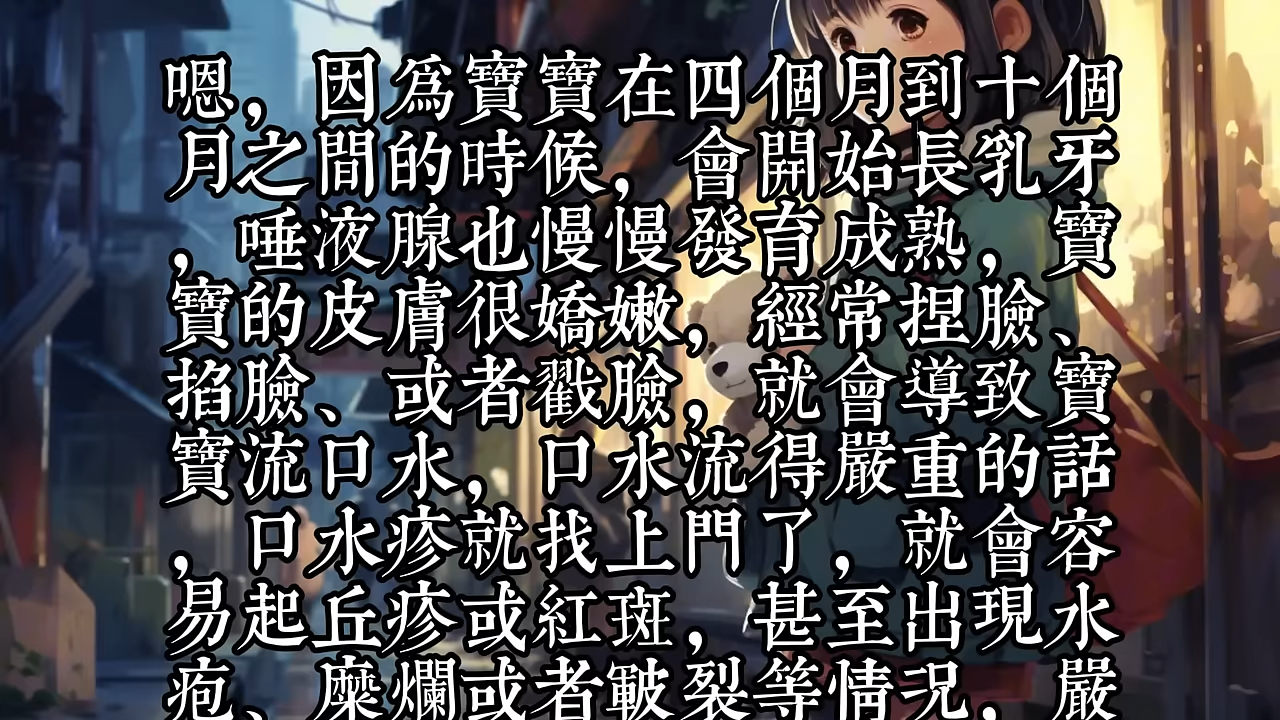 嗯，因爲寶寶在四個月到十個
月之間的時候，會開始長乳牙
，唾液腺也慢慢發育成熟，寶
寶的皮膚很嬌嫩，經常捏臉、
掐臉、或者戳臉，就會導致寶
寶流口水，口水流得嚴重的話
，口水疹就找上門了，就會容
易起丘疹或紅斑，甚至出現水
疱、糜爛或者皸裂等情況，嚴